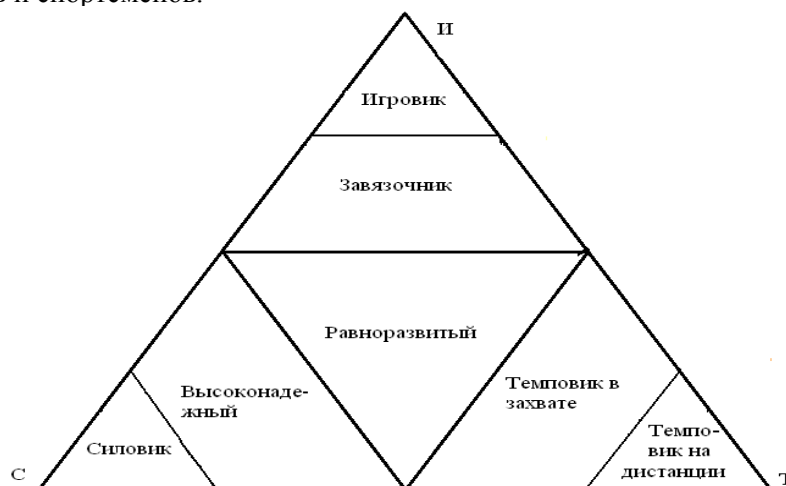 и спортсменов.
И
Игровик
Завязочник
Равноразвитый
Высоконаде-
жный
Темповик в
захвате
Силовик
Темпо-
вик на
дистанции
С
Т